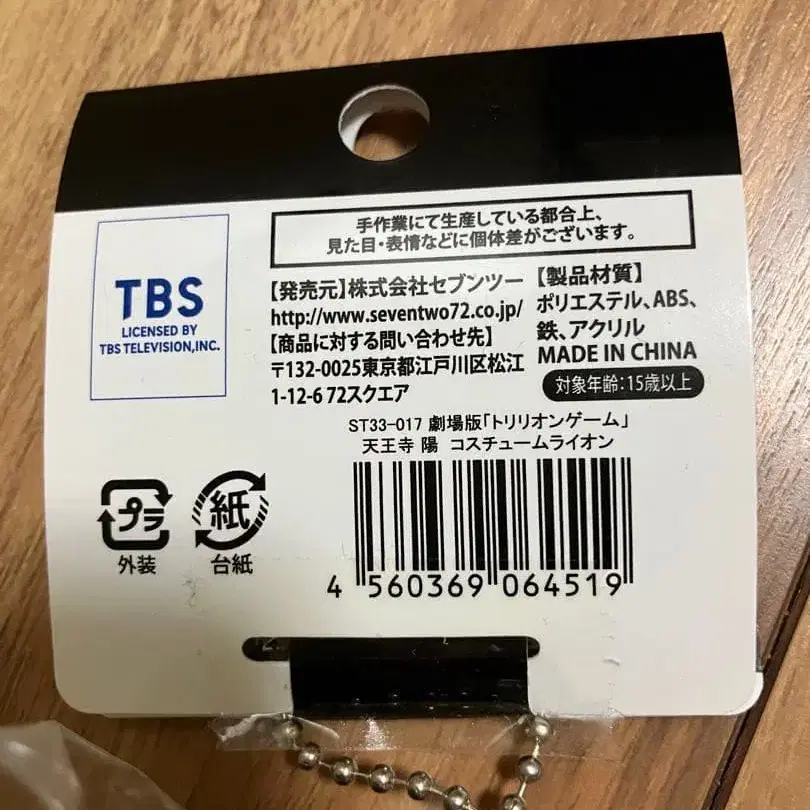 手作業にて生産している都合上、
見た目・表情などに個体差がございます。
TBS
LICENSED BY
TBS TELEVISION,INC.
【発売元】株式会社セブンツー
http://www.seventwo72.co.jp/
【商品に対する問い合わせ先】
〒132-0025東京都江戸川区松江
1-12-6 72スクエア
【製品材質】
ポリエステル、ABS、
鉄、アクリル
MADE IN CHINA
対象年齢:15歳以上
ST33-017 劇場版「トリリオンゲーム」
天王寺 陽 コスチュームライオン
プラ
外装
紙
台紙
4 560369 064519